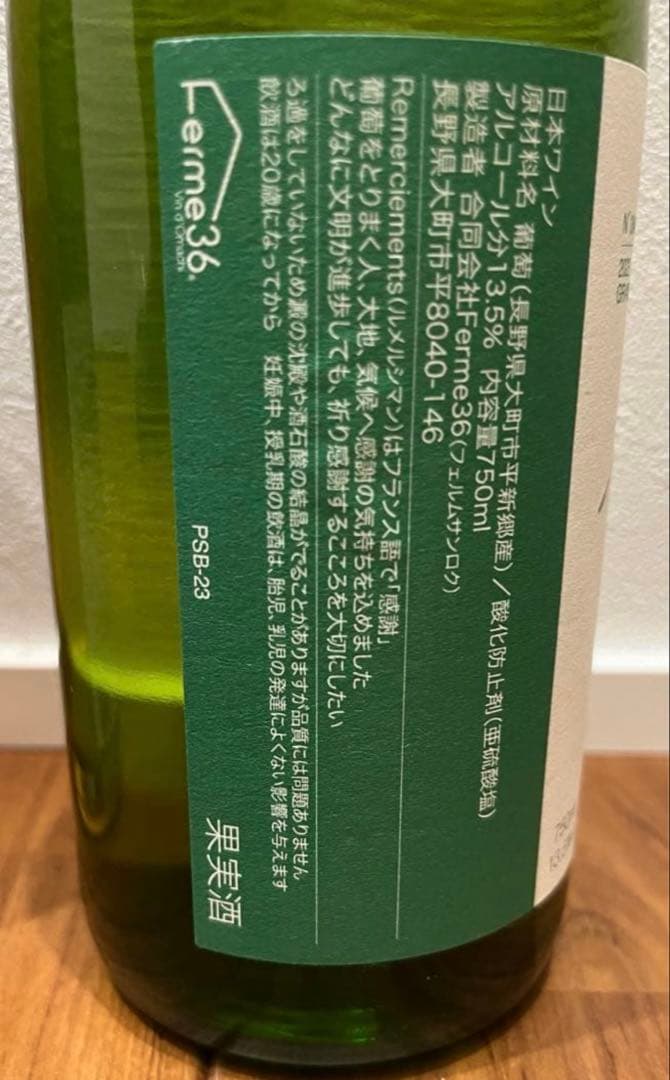 日本ワイン
原材料名 葡萄(長野県大町市平新郷産)/酸化防止剤(亜硫酸塩)
アルコール分13.5% 内容量750ml
製造者 合同会社Ferme36(フェルムサンロク)
長野県大町市平8040-146
Remerciements(ルメルシマン)はフランス語で「感謝」
葡萄をとりまく人、大地、気候へ感謝の気持ちを込めました
どんなに文明が進歩しても、祈り感謝するこころを大切にしたい
ろ過をしていないため澱の沈殿や酒石酸の結晶がでることがありますが品質には問題ありません
飲酒は20歳になってから 妊娠中、授乳期の飲酒は、胎児、乳児の発達によくない影響を与えます
Ferme36
Vin d'Omachi
PSB-23
果実酒